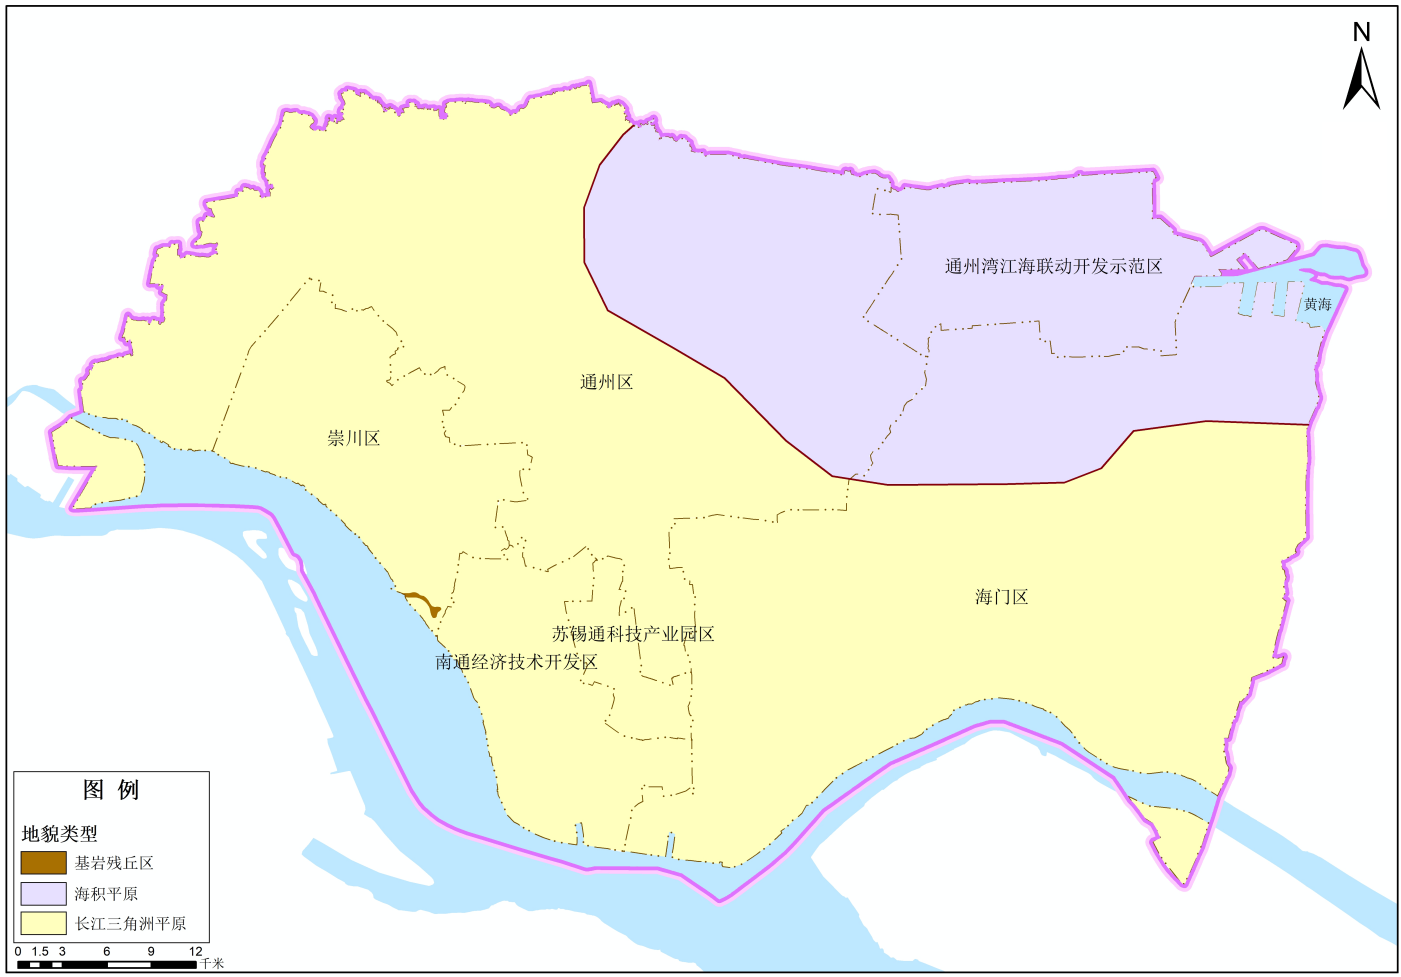 N
通州湾江海联动开发示范区
黄海
通州区
崇川区
海门区
苏锡通科技产业园区
南通经济技术开发区
图 例
地貌类型
基岩残丘区
海积平原
长江三角洲平原
0 1.5 3 6 9 12
千米